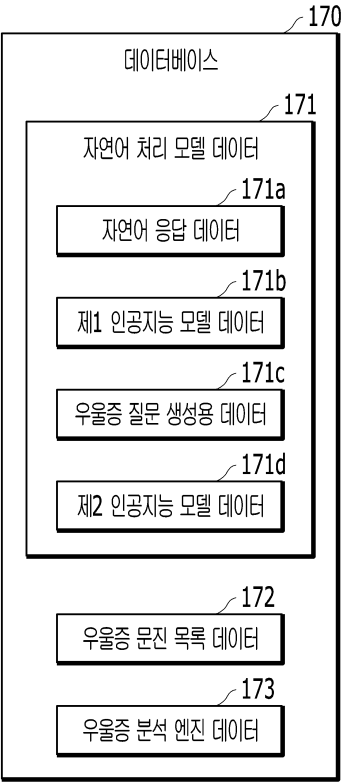 170
데이터베이스
171
자연어 처리 모델 데이터
171a
자연어 응답 데이터
171b
제1 인공지능 모델 데이터
171c
우울증 질문 생성용 데이터
171d
제2 인공지능 모델 데이터
172
우울증 문진 목록 데이터
173
우울증 분석 엔진 데이터